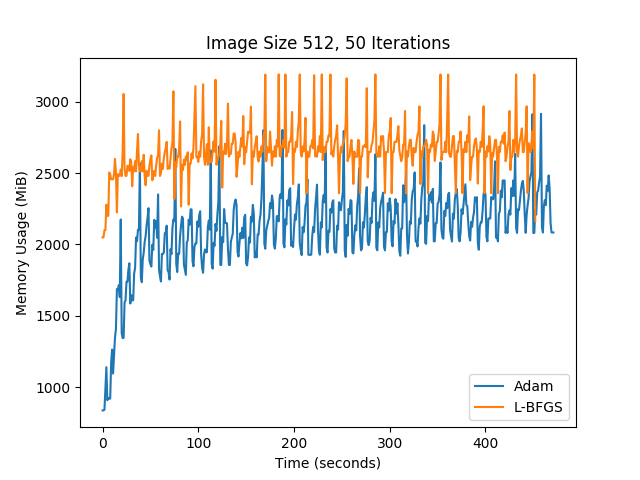 Image Size 512, 50 Iterations
3000
2500
2000
1500
1000
Memory Usage (MiB)
0
100
200
300
400
Time (seconds)
Adam
L-BFGS